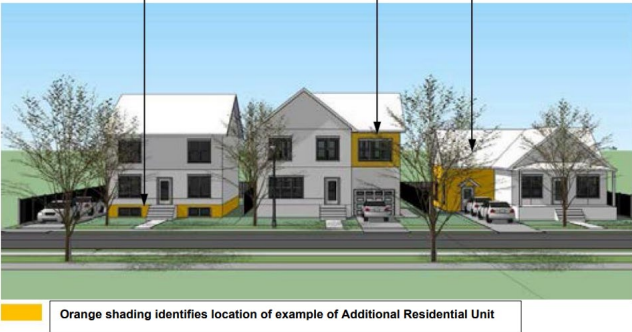 Orange shading identifies location of example of Additional Residential Unit